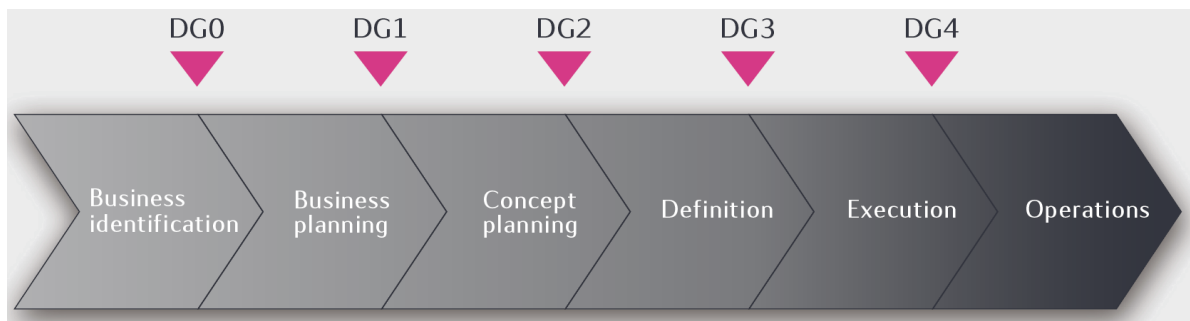 DG0 DG1 DG2 DG3 DG4
Business
identification
Business
planning
Concept
planning
Definition
Execution
Operations